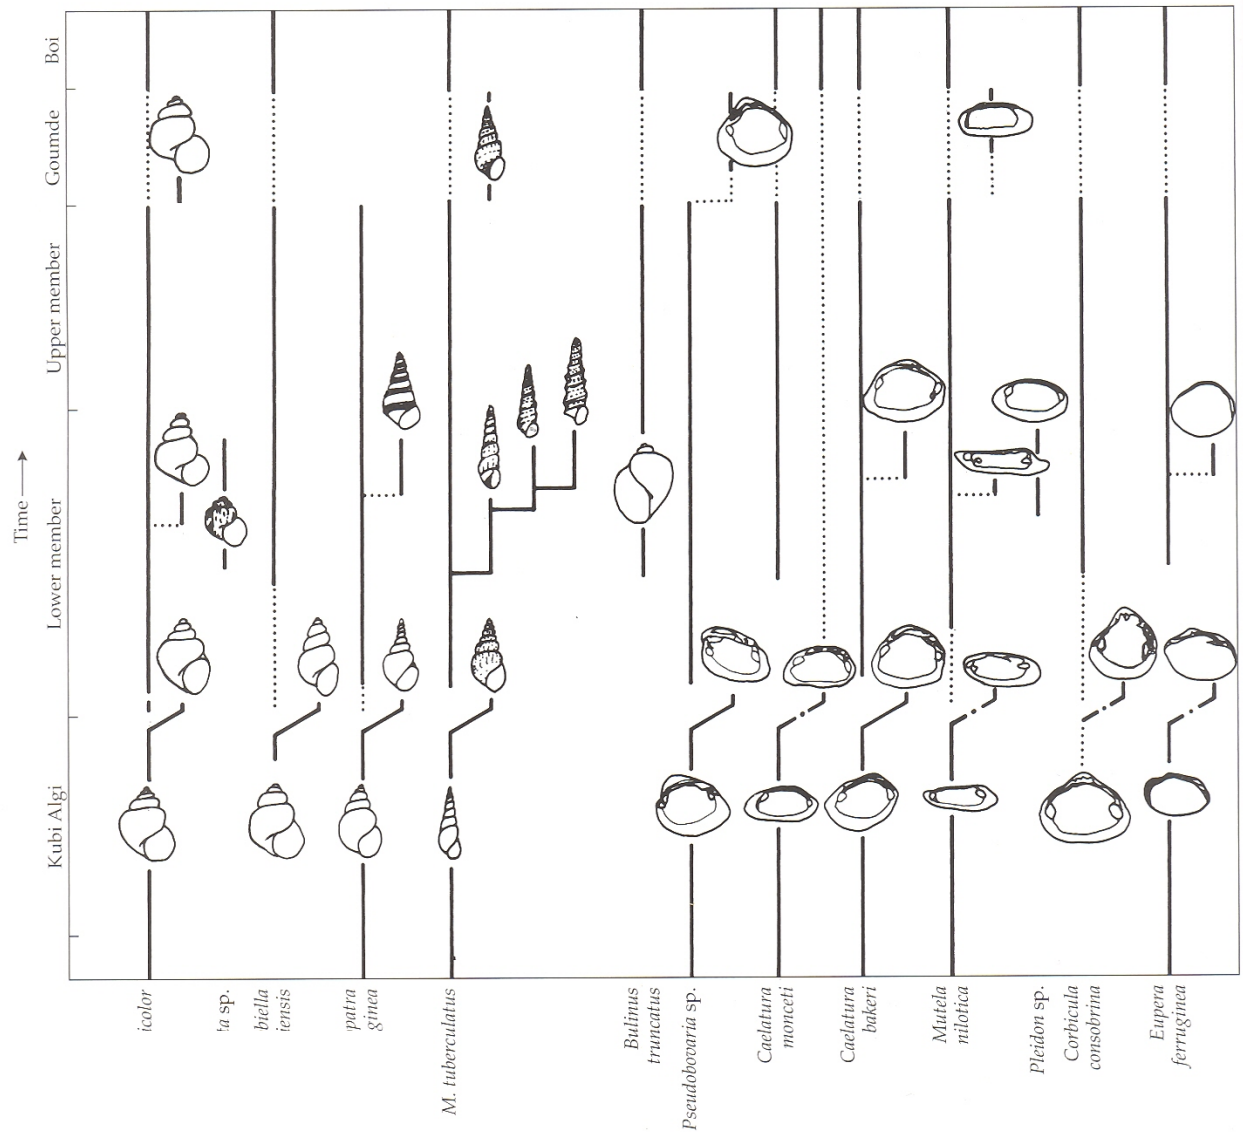 Boi
Goumde
Upper member
Lower member
Kubi Algi
Time
icolor
ta sp.
biella
iensis
patra
ginea
M. tuberculatus
Bulinus
truncatus
Pseudobovaria sp.
Caelatura
monceti
Caelatura
bakeri
Mutela
nilotica
Pleidon sp.
Corbicula
consobrina
Eupera
ferruginea